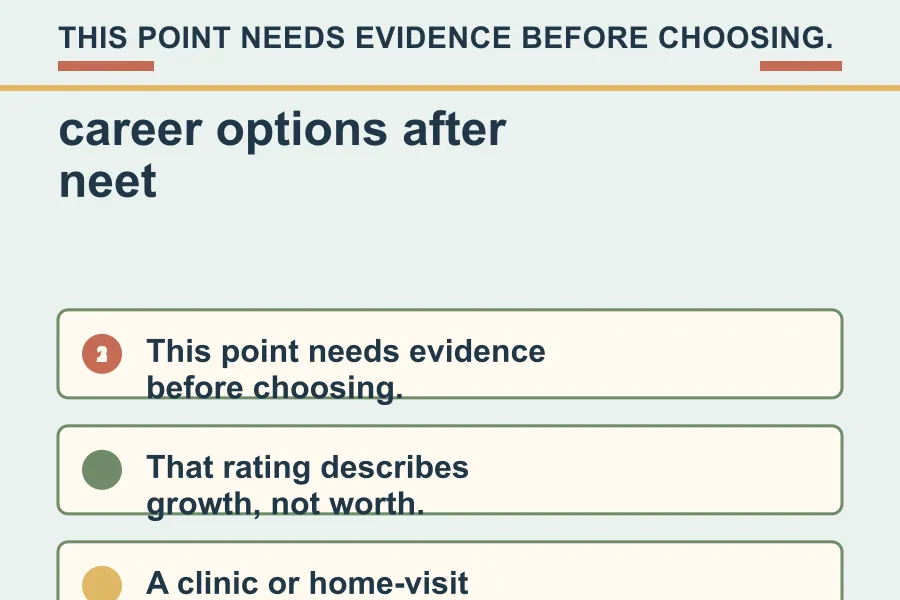 THIS POINT NEEDS EVIDENCE BEFORE CHOOSING.
career options after
neet
This point needs evidence
before choosing.
That rating describes
growth, not worth.
A clinic or home-visit